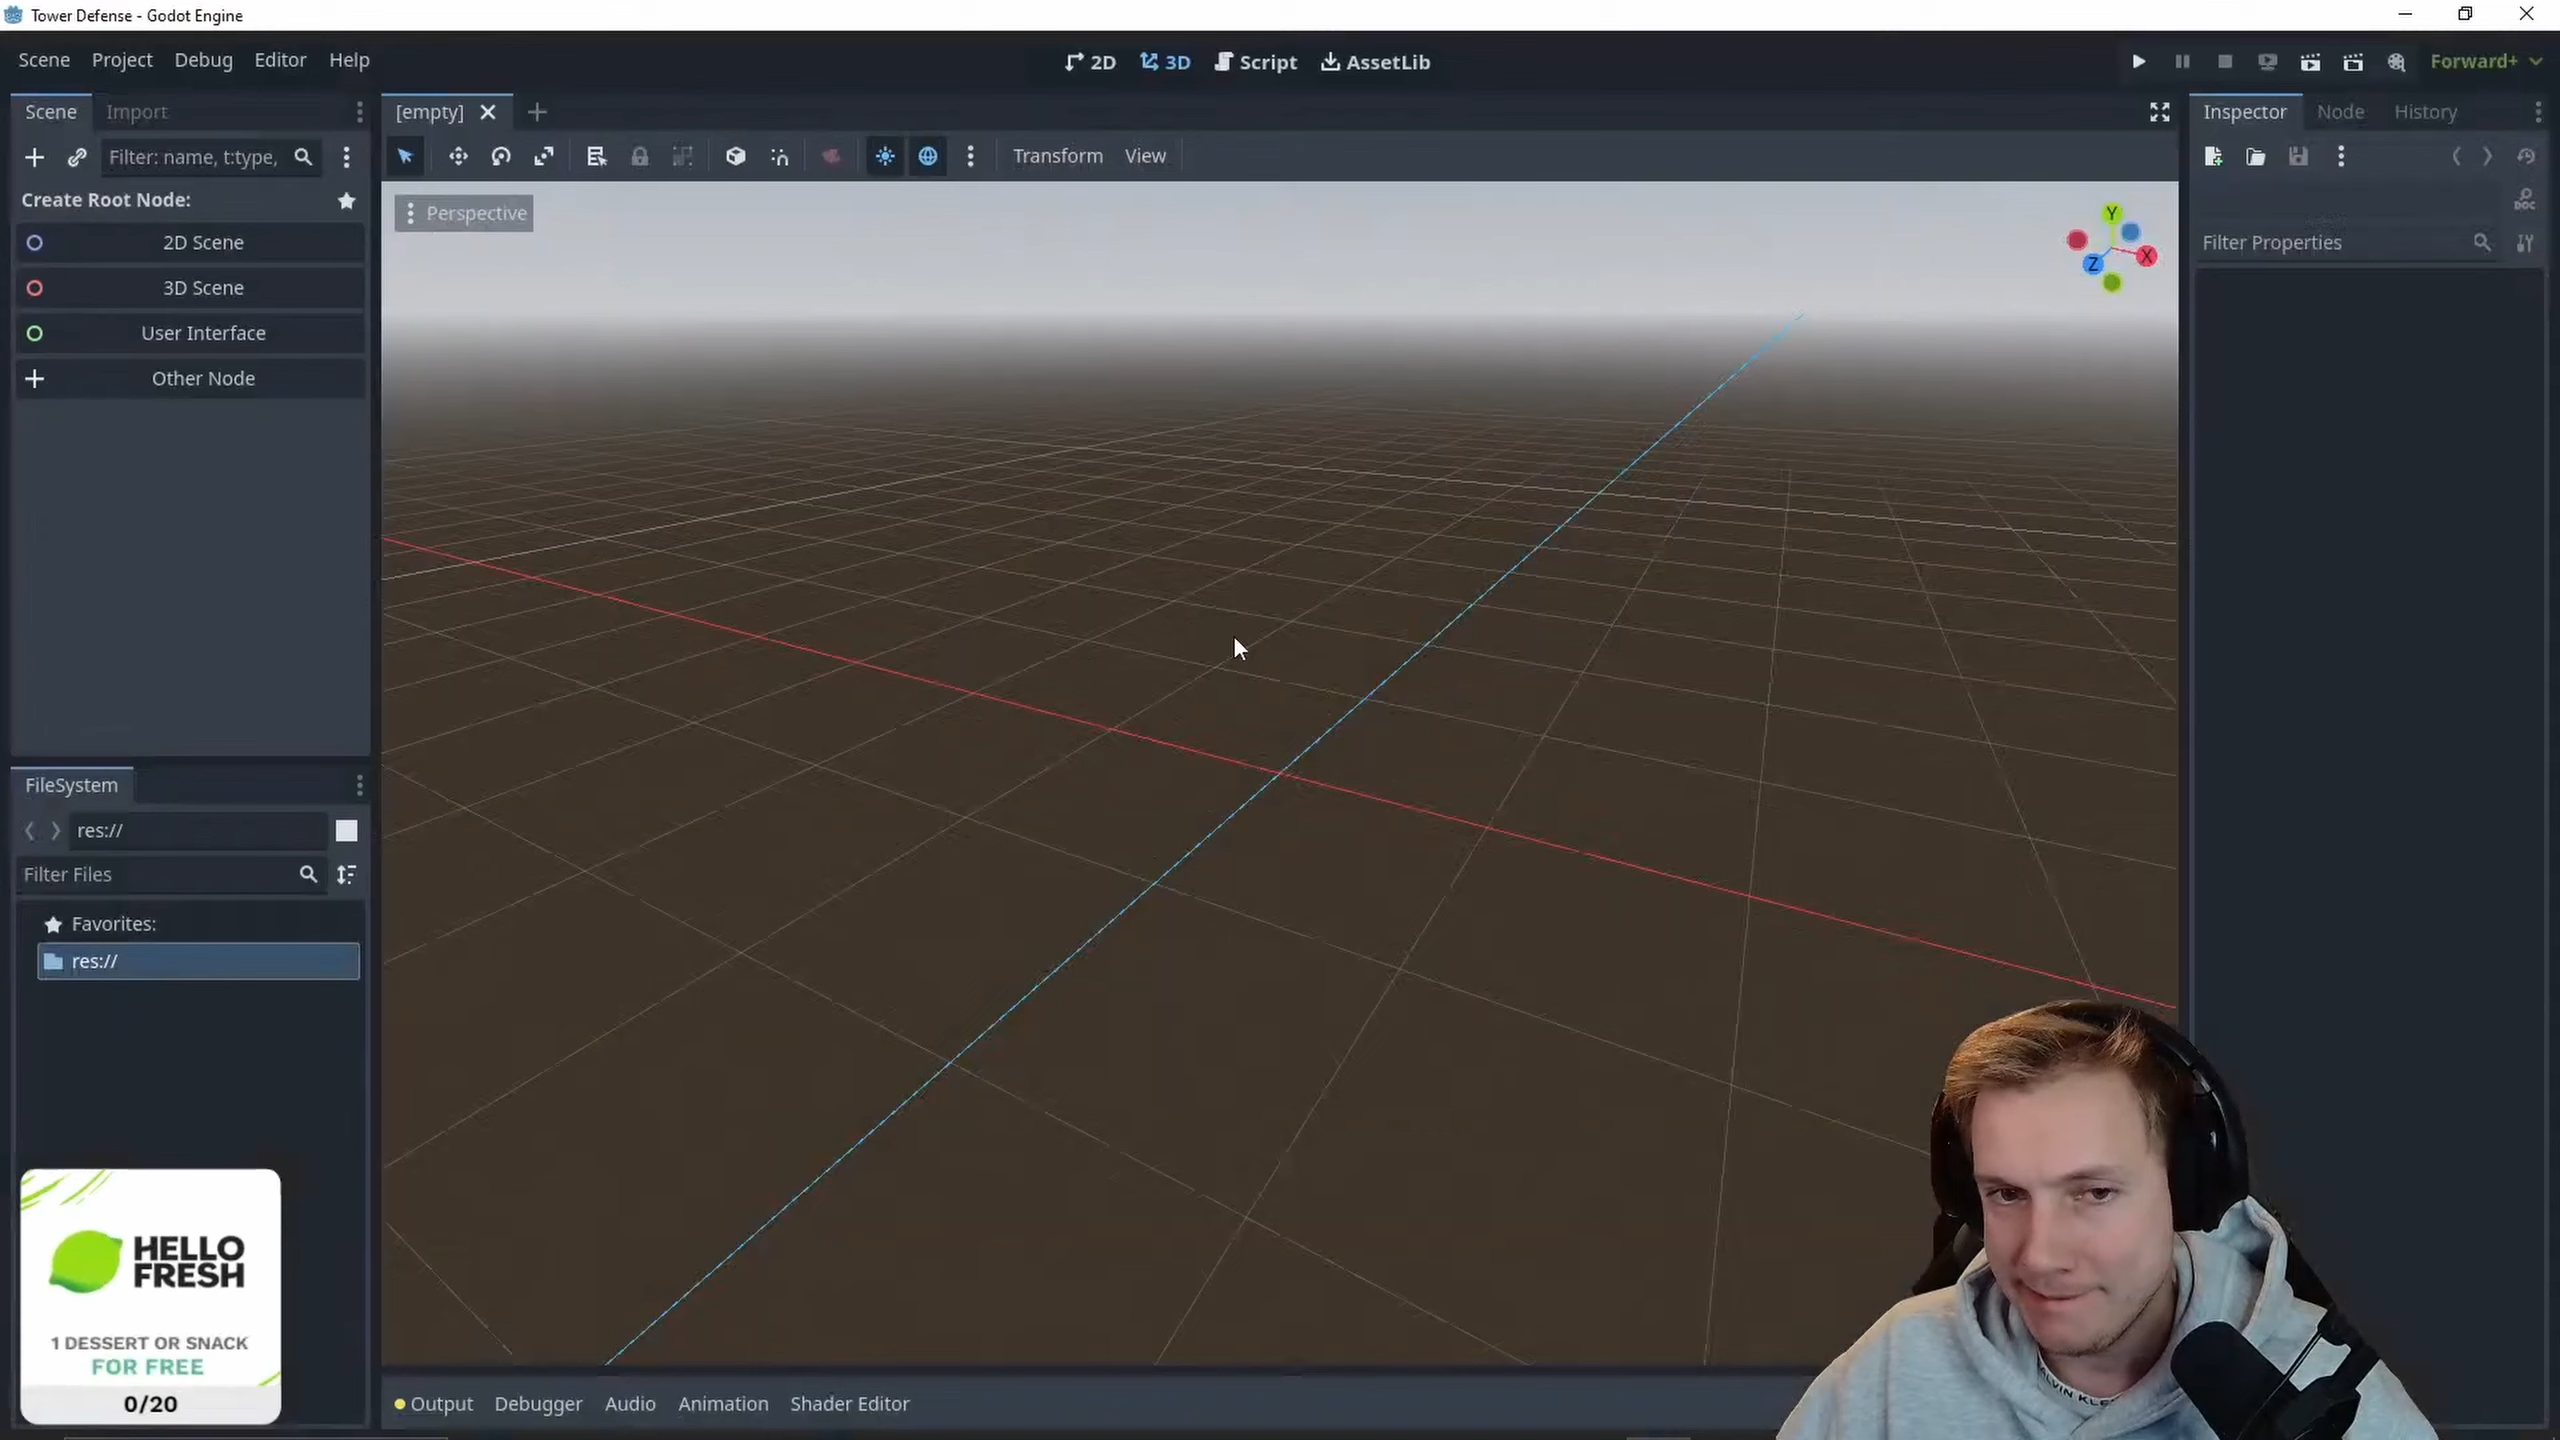 Tower Defense - Godot Engine
Scene Project Debug Editor Help
2D 3D Script AssetLib
Forward+
Scene Import
[empty]
Inspector Node History
Filter: name, t:type,
Transform View
Create Root Node:
DOC
Perspective
Y
X
Z
2D Scene
3D Scene
User Interface
Other Node
Filter Properties
FileSystem
res://
Filter Files
Favorites:
res://
HELLO
FRESH
1 DESSERT OR SNACK
FOR FREE
0/20
Output Debugger Audio Animation Shader Editor